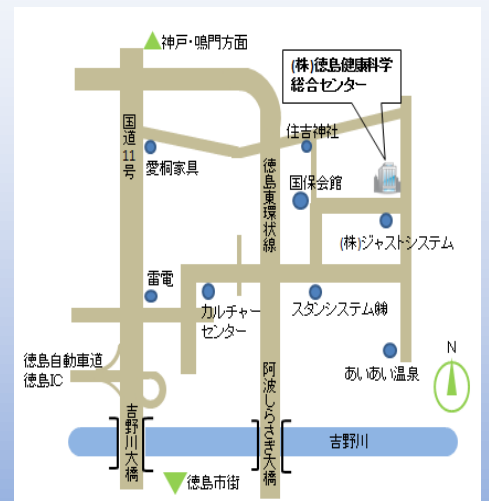 神戸・鳴門方面
(株)徳島健康科学
総合センター
国道11号
住吉神社
愛桐家具
徳島東環状線
国保会館
(株)ジャストシステム
雷電
カルチャー
センター
スタンシステム㈱
徳島自動車道
徳島IC
あいあい温泉
N
吉野川大橋
阿波しらさぎ大橋
吉野川
徳島市街